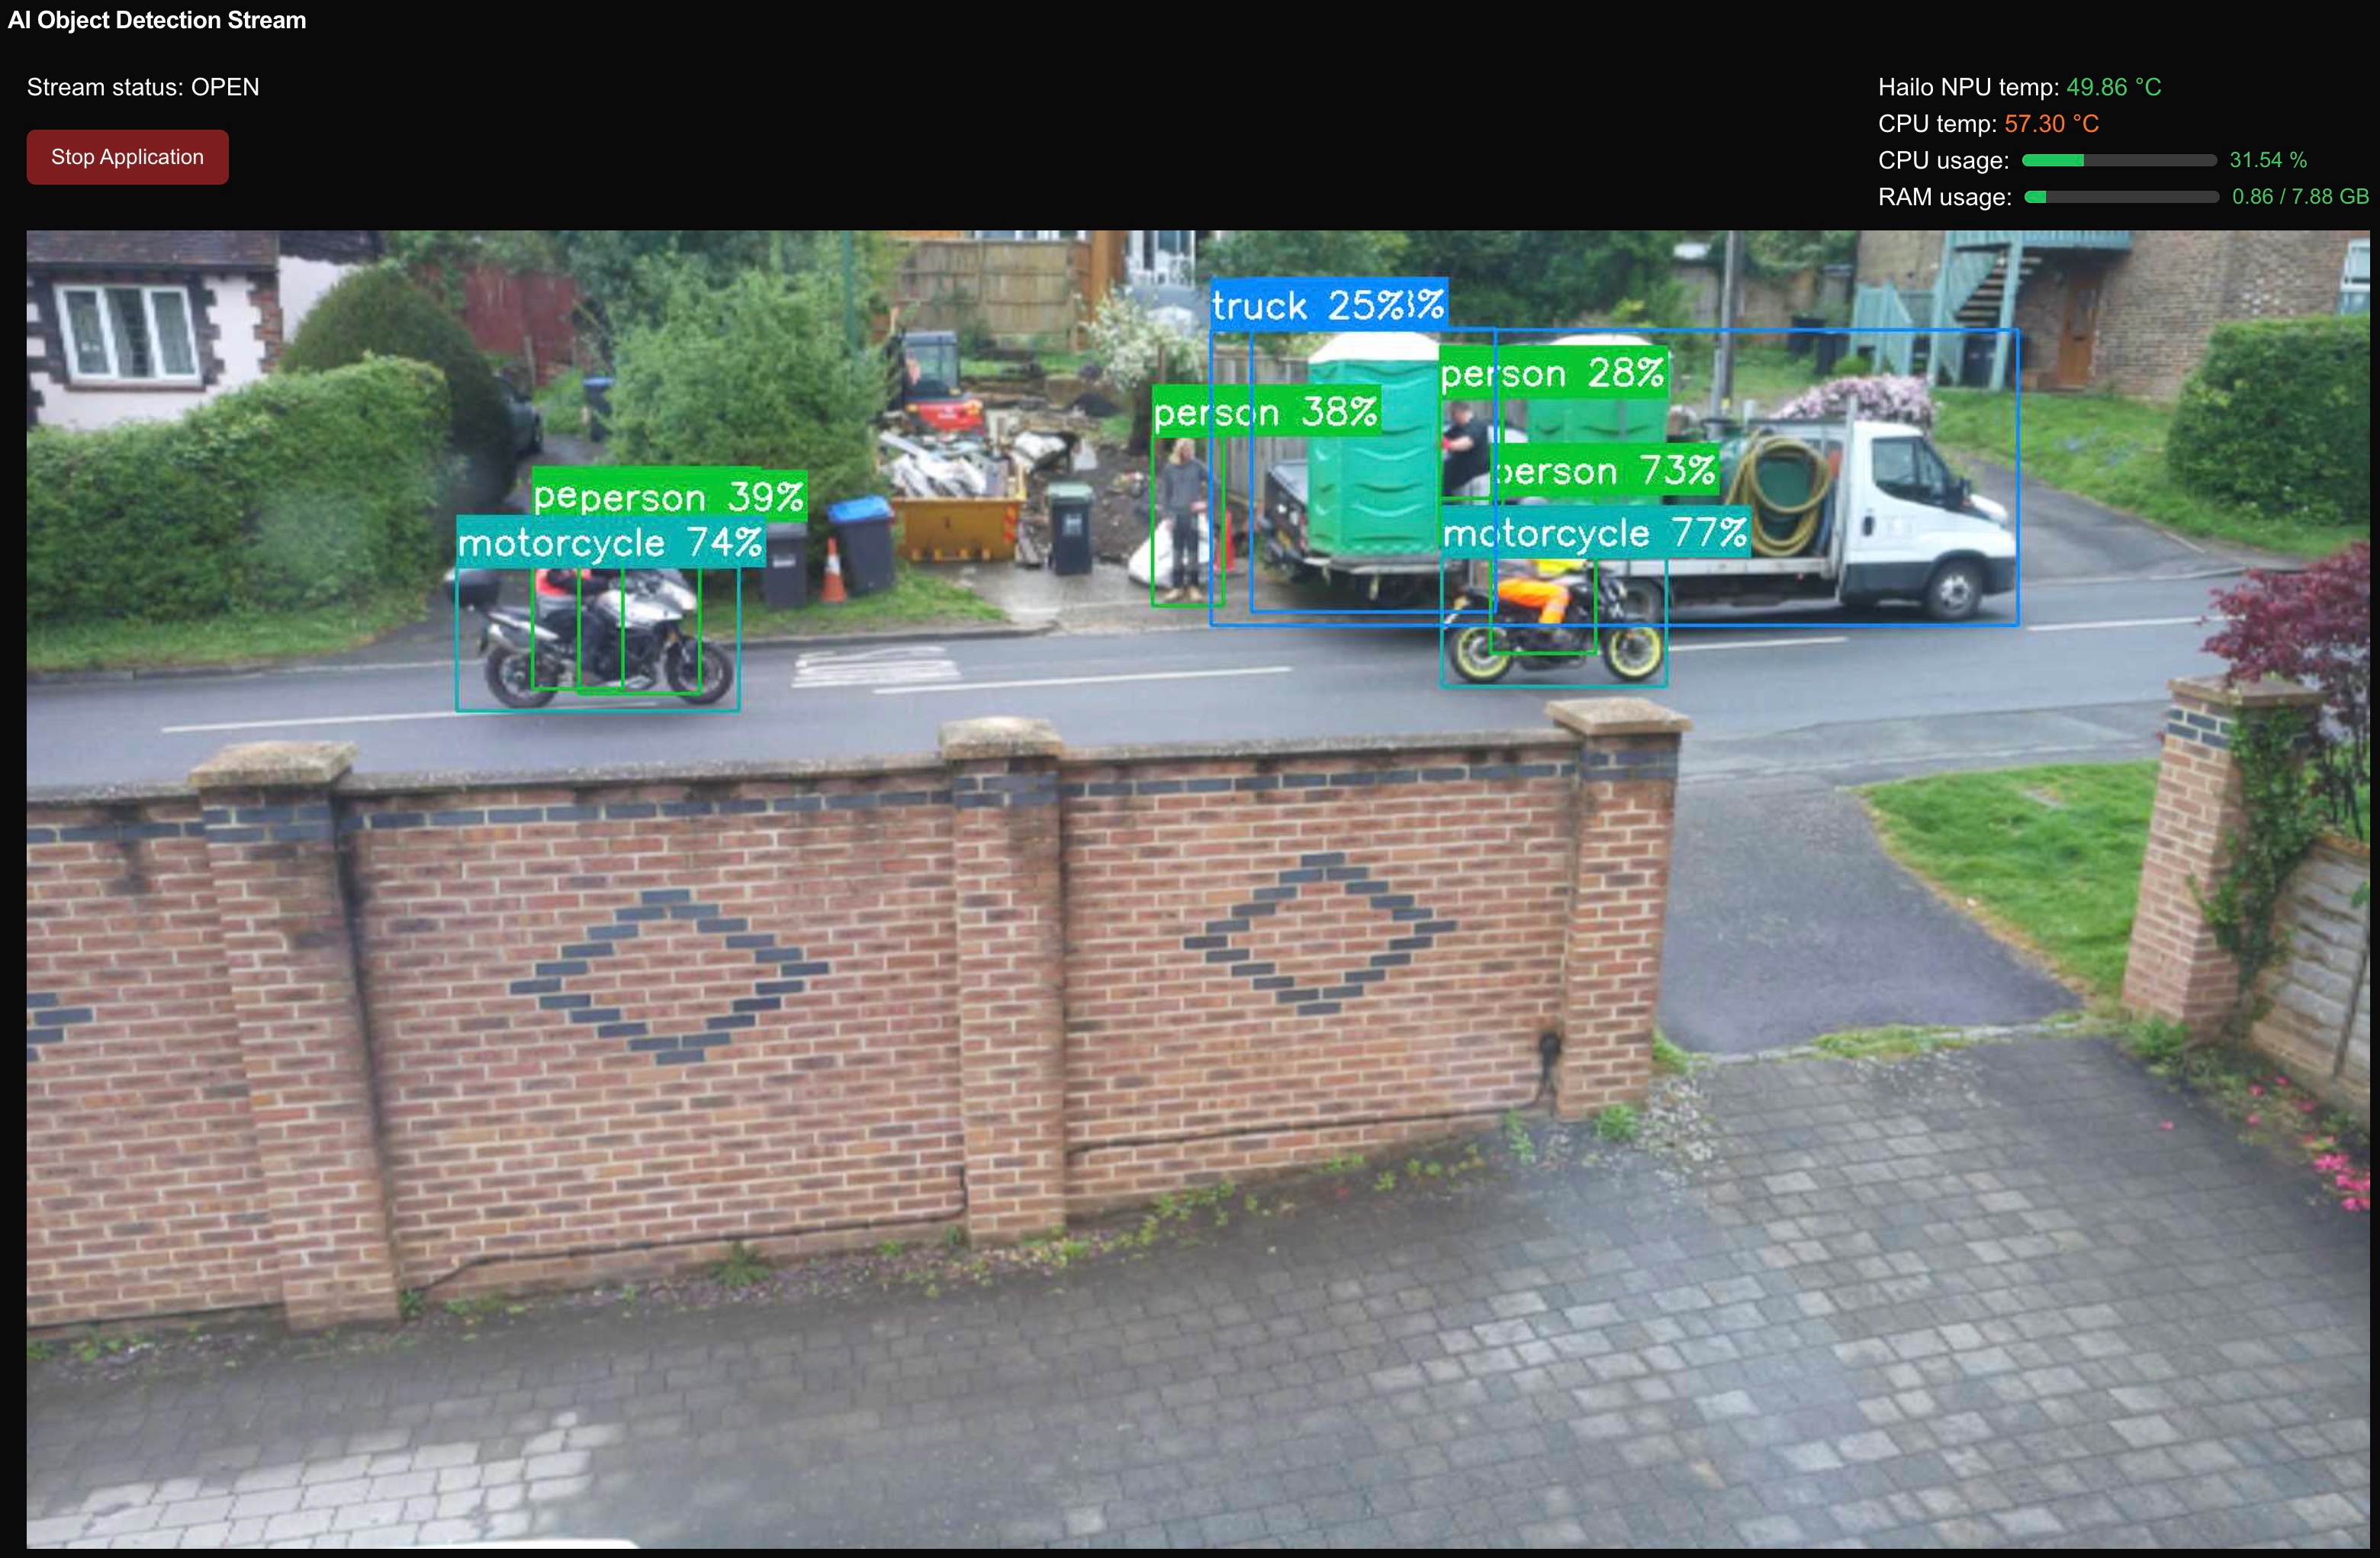 AI Object Detection Stream
Stream status: OPEN
Stop Application
Hailo NPU temp: 49.86 °C
CPU temp: 57.30 °C
CPU usage: 31.54 %
RAM usage: 0.86 / 7.88 GB
truck 25%
person 28%
person 38%
person 73%
person 39%
motorcycle 77%
motorcycle 74%